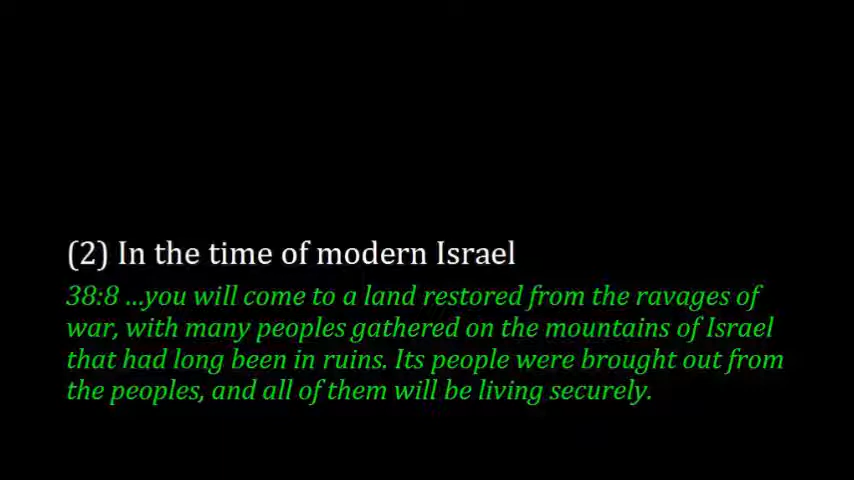 (2) In the time of modern Israel
38:8 ...you will come to a land restored from the ravages of
war, with many peoples gathered on the mountains of Israel
that had long been in ruins. Its people were brought out from
the peoples, and all of them will be living securely.